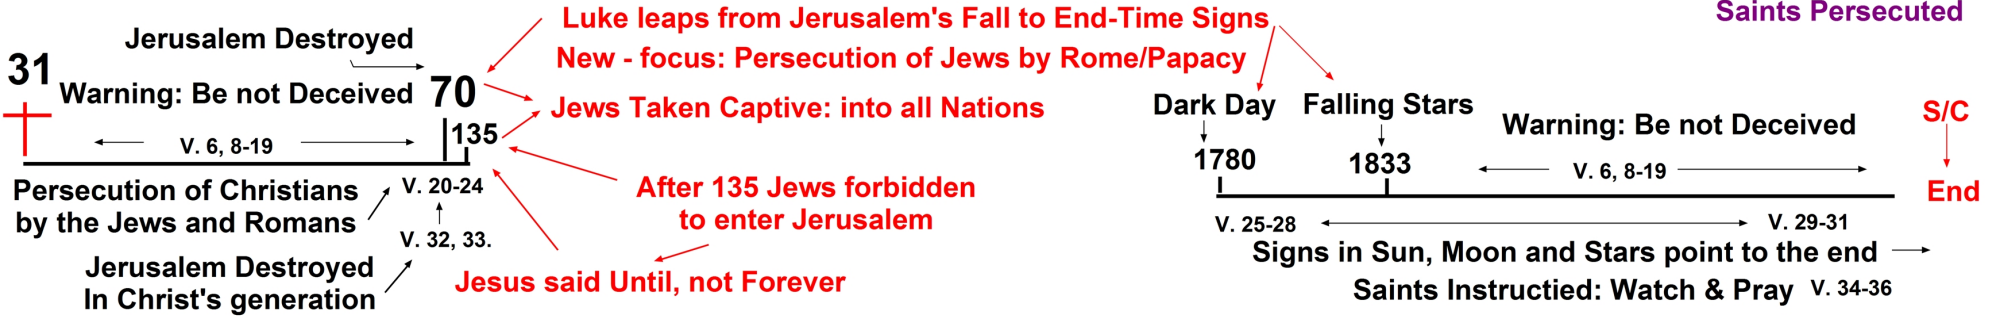 Luke leaps from Jerusalem's Fall to End-Time Signs
Saints Persecuted
Jerusalem Destroyed
New - focus: Persecution of Jews by Rome/Papacy
31
Warning: Be not Deceived
70
Jews Taken Captive: into all Nations
Dark Day
Falling Stars
Warning: Be not Deceived
S/C
V. 6, 8-19
135
1780
1833
V. 6, 8-19
End
Persecution of Christians
by the Jews and Romans
V. 20-24
After 135 Jews forbidden
to enter Jerusalem
V. 32, 33.
V. 25-28
V. 29-31
Signs in Sun, Moon and Stars point to the end
Jerusalem Destroyed
In Christ's generation
Jesus said Until, not Forever
Saints Instructied: Watch & Pray V. 34-36